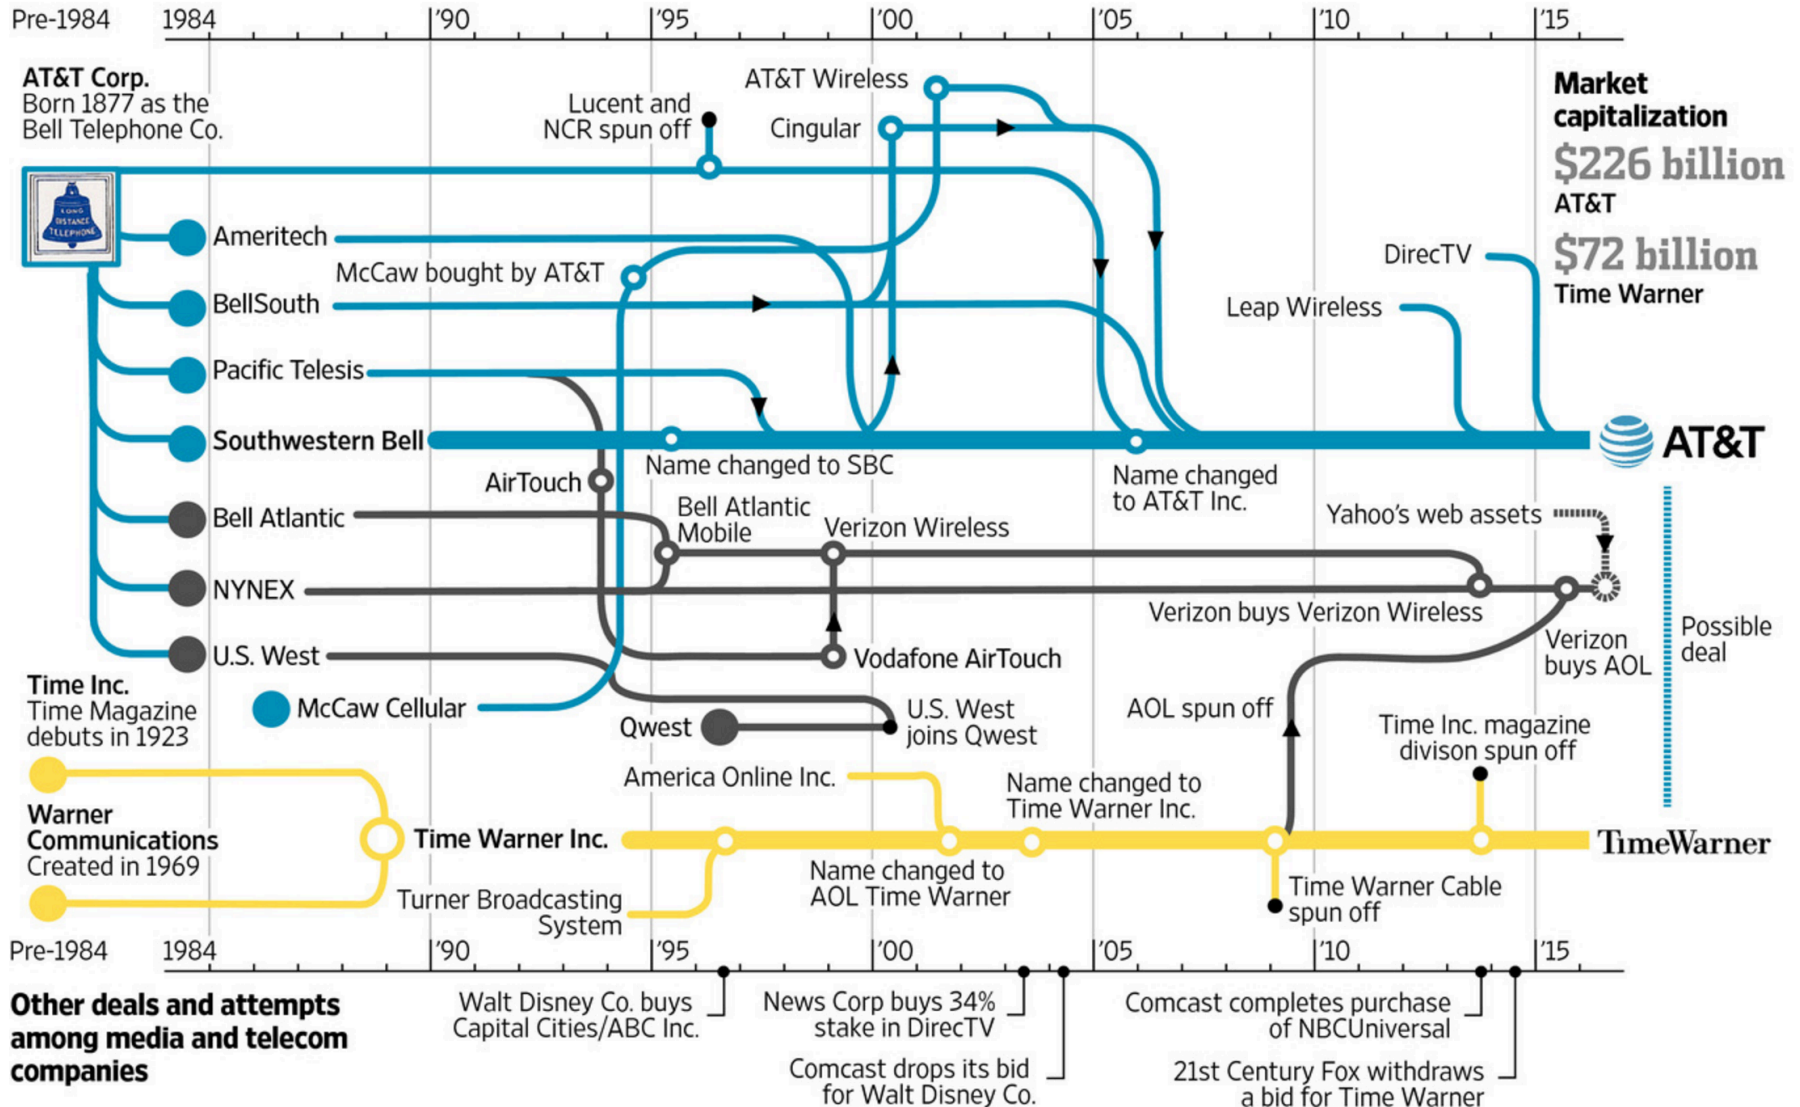 Pre-1984
1984
'90
'95
'00
'05
'10
'15
AT&T Corp.
Born 1877 as the
Bell Telephone Co.
LONG
DISTANCE
TELEPHONE
Lucent and
NCR spun off
AT&T Wireless
Cingular
Market
capitalization
$226 billion
AT&T
$72 billion
Time Warner
Ameritech
McCaw bought by AT&T
BellSouth
Pacific Telesis
Southwestern Bell
DirecTV
Leap Wireless
AT&T
Name changed to SBC
Name changed
to AT&T Inc.
AirTouch
Bell Atlantic
Bell Atlantic
Mobile
Verizon Wireless
Yahoo's web assets
NYNEX
Verizon buys Verizon Wireless
Verizon
buys AOL
Possible
deal
U.S. West
Vodafone AirTouch
McCaw Cellular
Qwest
U.S. West
joins Qwest
AOL spun off
Time Inc. magazine
divison spun off
Time Inc.
Time Magazine
debuts in 1923
America Online Inc.
Name changed to
Time Warner Inc.
Warner
Communications
Created in 1969
Time Warner Inc.
TimeWarner
Name changed to
AOL Time Warner
Turner Broadcasting
System
Time Warner Cable
spun off
Pre-1984
1984
'90
'95
'00
'05
'10
'15
Other deals and attempts
among media and telecom
companies
Walt Disney Co. buys
Capital Cities/ABC Inc.
News Corp buys 34%
stake in DirecTV
Comcast drops its bid
for Walt Disney Co.
Comcast completes purchase
of NBCUniversal
21st Century Fox withdraws
a bid for Time Warner